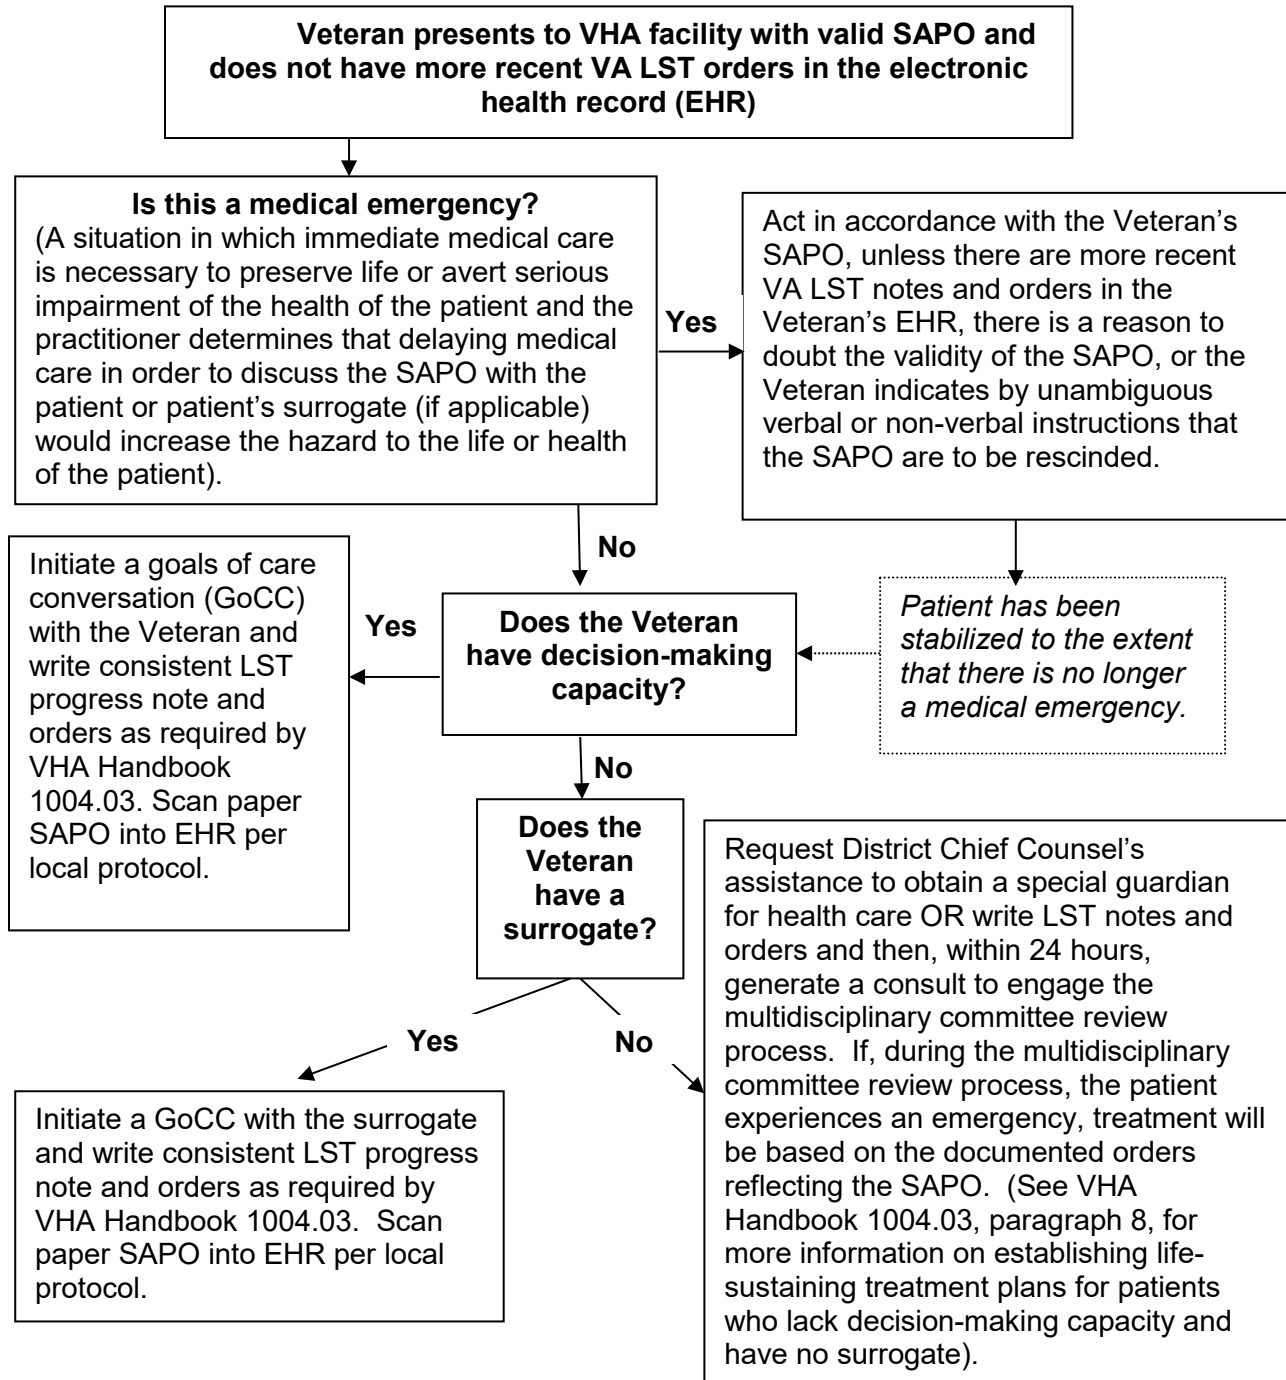 Veteran presents to VHA facility with valid SAPO and
does not have more recent VA LST orders in the electronic
health record (EHR)
Is this a medical emergency?
(A situation in which immediate medical care
is necessary to preserve life or avert serious
impairment of the health of the patient and the
practitioner determines that delaying medical
care in order to discuss the SAPO with the
patient or patient’s surrogate (if applicable)
would increase the hazard to the life or health
of the patient).
Yes
Act in accordance with the Veteran’s
SAPO, unless there are more recent
VA LST notes and orders in the
Veteran’s EHR, there is a reason to
doubt the validity of the SAPO, or the
Veteran indicates by unambiguous
verbal or non-verbal instructions that
the SAPO are to be rescinded.
No
Patient has been
stabilized to the extent
that there is no longer
a medical emergency.
Does the Veteran
have decision-making
capacity?
Yes
Initiate a goals of care
conversation (GoCC)
with the Veteran and
write consistent LST
progress note and
orders as required by
VHA Handbook
1004.03. Scan paper
SAPO into EHR per
local protocol.
No
Does the
Veteran
have a
surrogate?
Yes
No
Initiate a GoCC with the surrogate
and write consistent LST progress
note and orders as required by
VHA Handbook 1004.03.  Scan
paper SAPO into EHR per local
protocol.
Request District Chief Counsel’s
assistance to obtain a special guardian
for health care OR write LST notes and
orders and then, within 24 hours,
generate a consult to engage the
multidisciplinary committee review
process.  If, during the multidisciplinary
committee review process, the patient
experiences an emergency, treatment will
be based on the documented orders
reflecting the SAPO.  (See VHA
Handbook 1004.03, paragraph 8, for
more information on establishing life-
sustaining treatment plans for patients
who lack decision-making capacity and
have no surrogate).